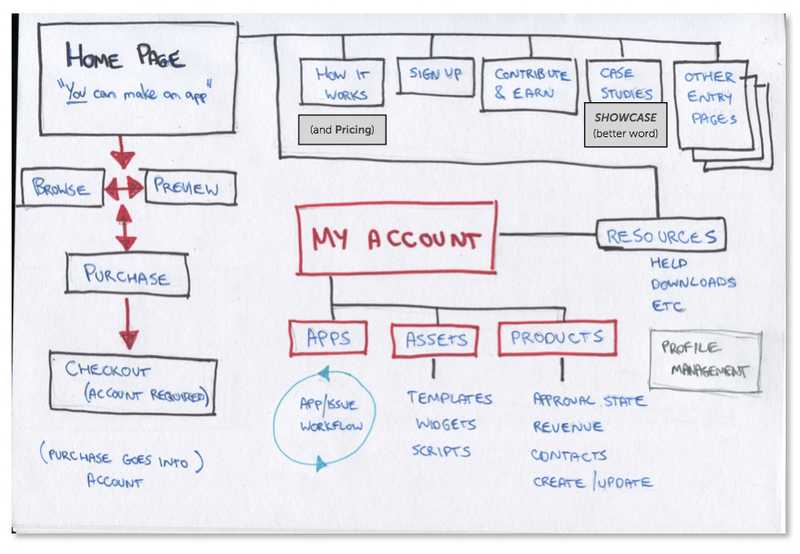 HOME PAGE
"You can make an app"
HOW IT
WORKS
(and Pricing)
SIGN UP
CONTRIBUTE
& EARN
CASE
STUDIES
SHOWCASE
(better word)
OTHER
ENTRY
PAGES
BROWSE
PREVIEW
PURCHASE
CHECKOUT
(ACCOUNT REQUIRED)
(PURCHASE GOES INTO)
ACCOUNT
MY ACCOUNT
RESOURCES
HELP
DOWNLOADS
ETC
APPS
ASSETS
PRODUCTS
PROFILE
MANAGEMENT
APP/ISSUE
WORKFLOW
TEMPLATES
WIDGETS
SCRIPTS
APPROVAL STATE
REVENUE
CONTACTS
CREATE/UPDATE